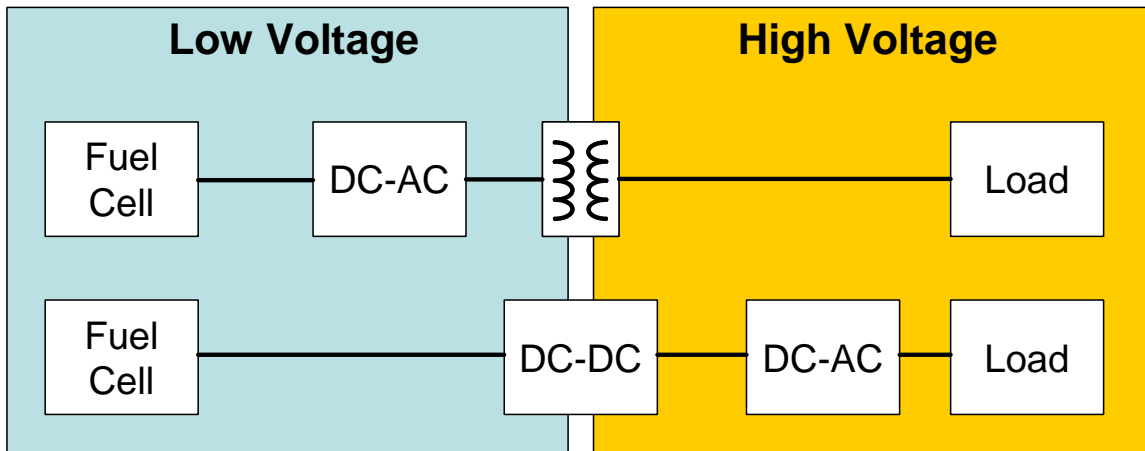 Low Voltage
High Voltage
Fuel
Cell
DC-AC
Load
Fuel
Cell
DC-DC
DC-AC
Load